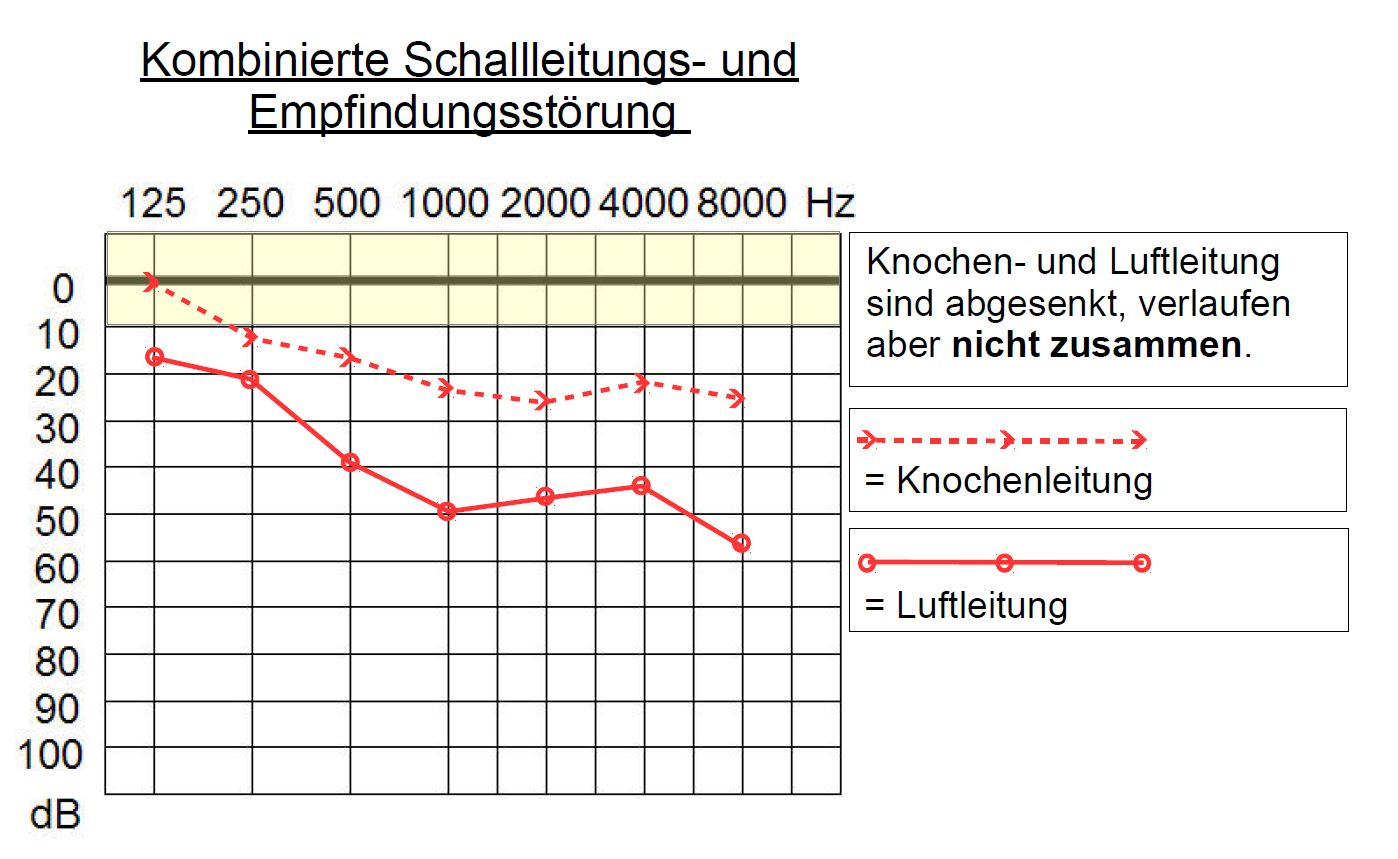 Kombinierte Schallleitungs- und
Empfindungsstörung
125 250 500 1000 2000 4000 8000 Hz
0
10
20
30
40
50
60
70
80
90
100
dB
Knochen- und Luftleitung
sind abgesenkt, verlaufen
aber nicht zusammen.
= Knochenleitung
= Luftleitung